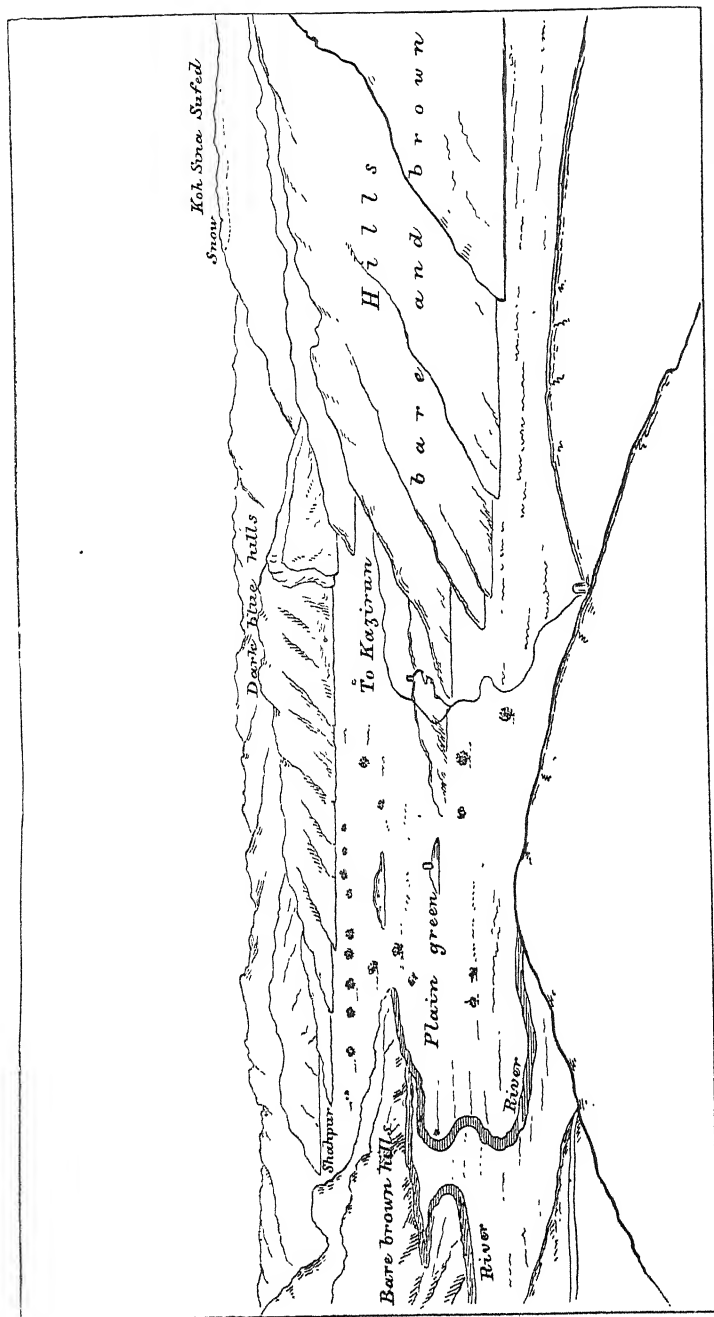 Snow Koh Sina Sufed
Dark blue hills
Hills
bare and brown
To Kaziran
Shahpur
Plain green
Bare brown hills.
River
River